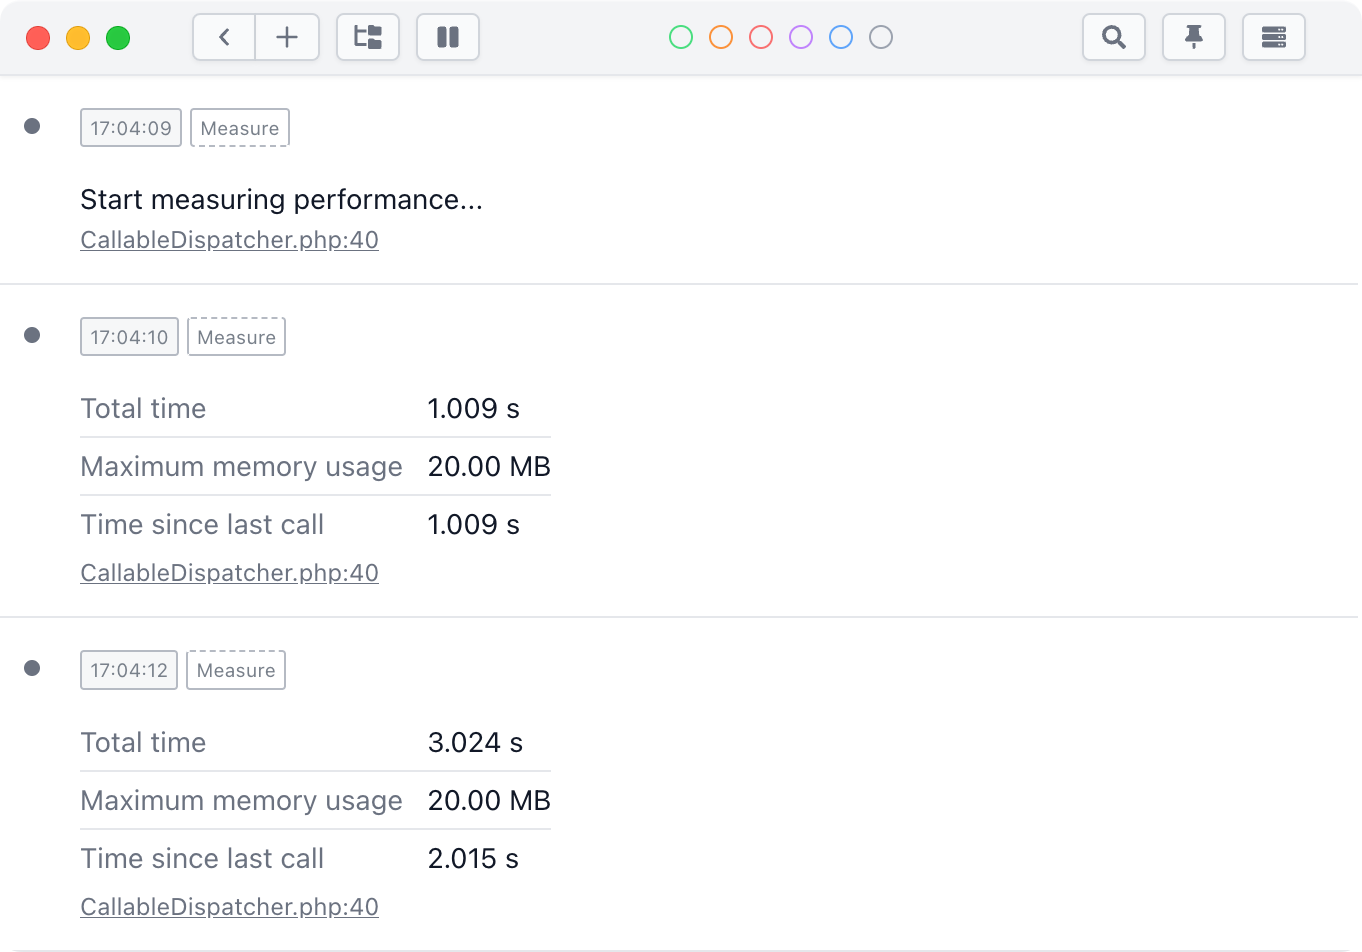 17:04:09 Measure
Start measuring performance...
CallableDispatcher.php:40
17:04:10 Measure
Total time 1.009 s
Maximum memory usage 20.00 MB
Time since last call 1.009 s
CallableDispatcher.php:40
17:04:12 Measure
Total time 3.024 s
Maximum memory usage 20.00 MB
Time since last call 2.015 s
CallableDispatcher.php:40